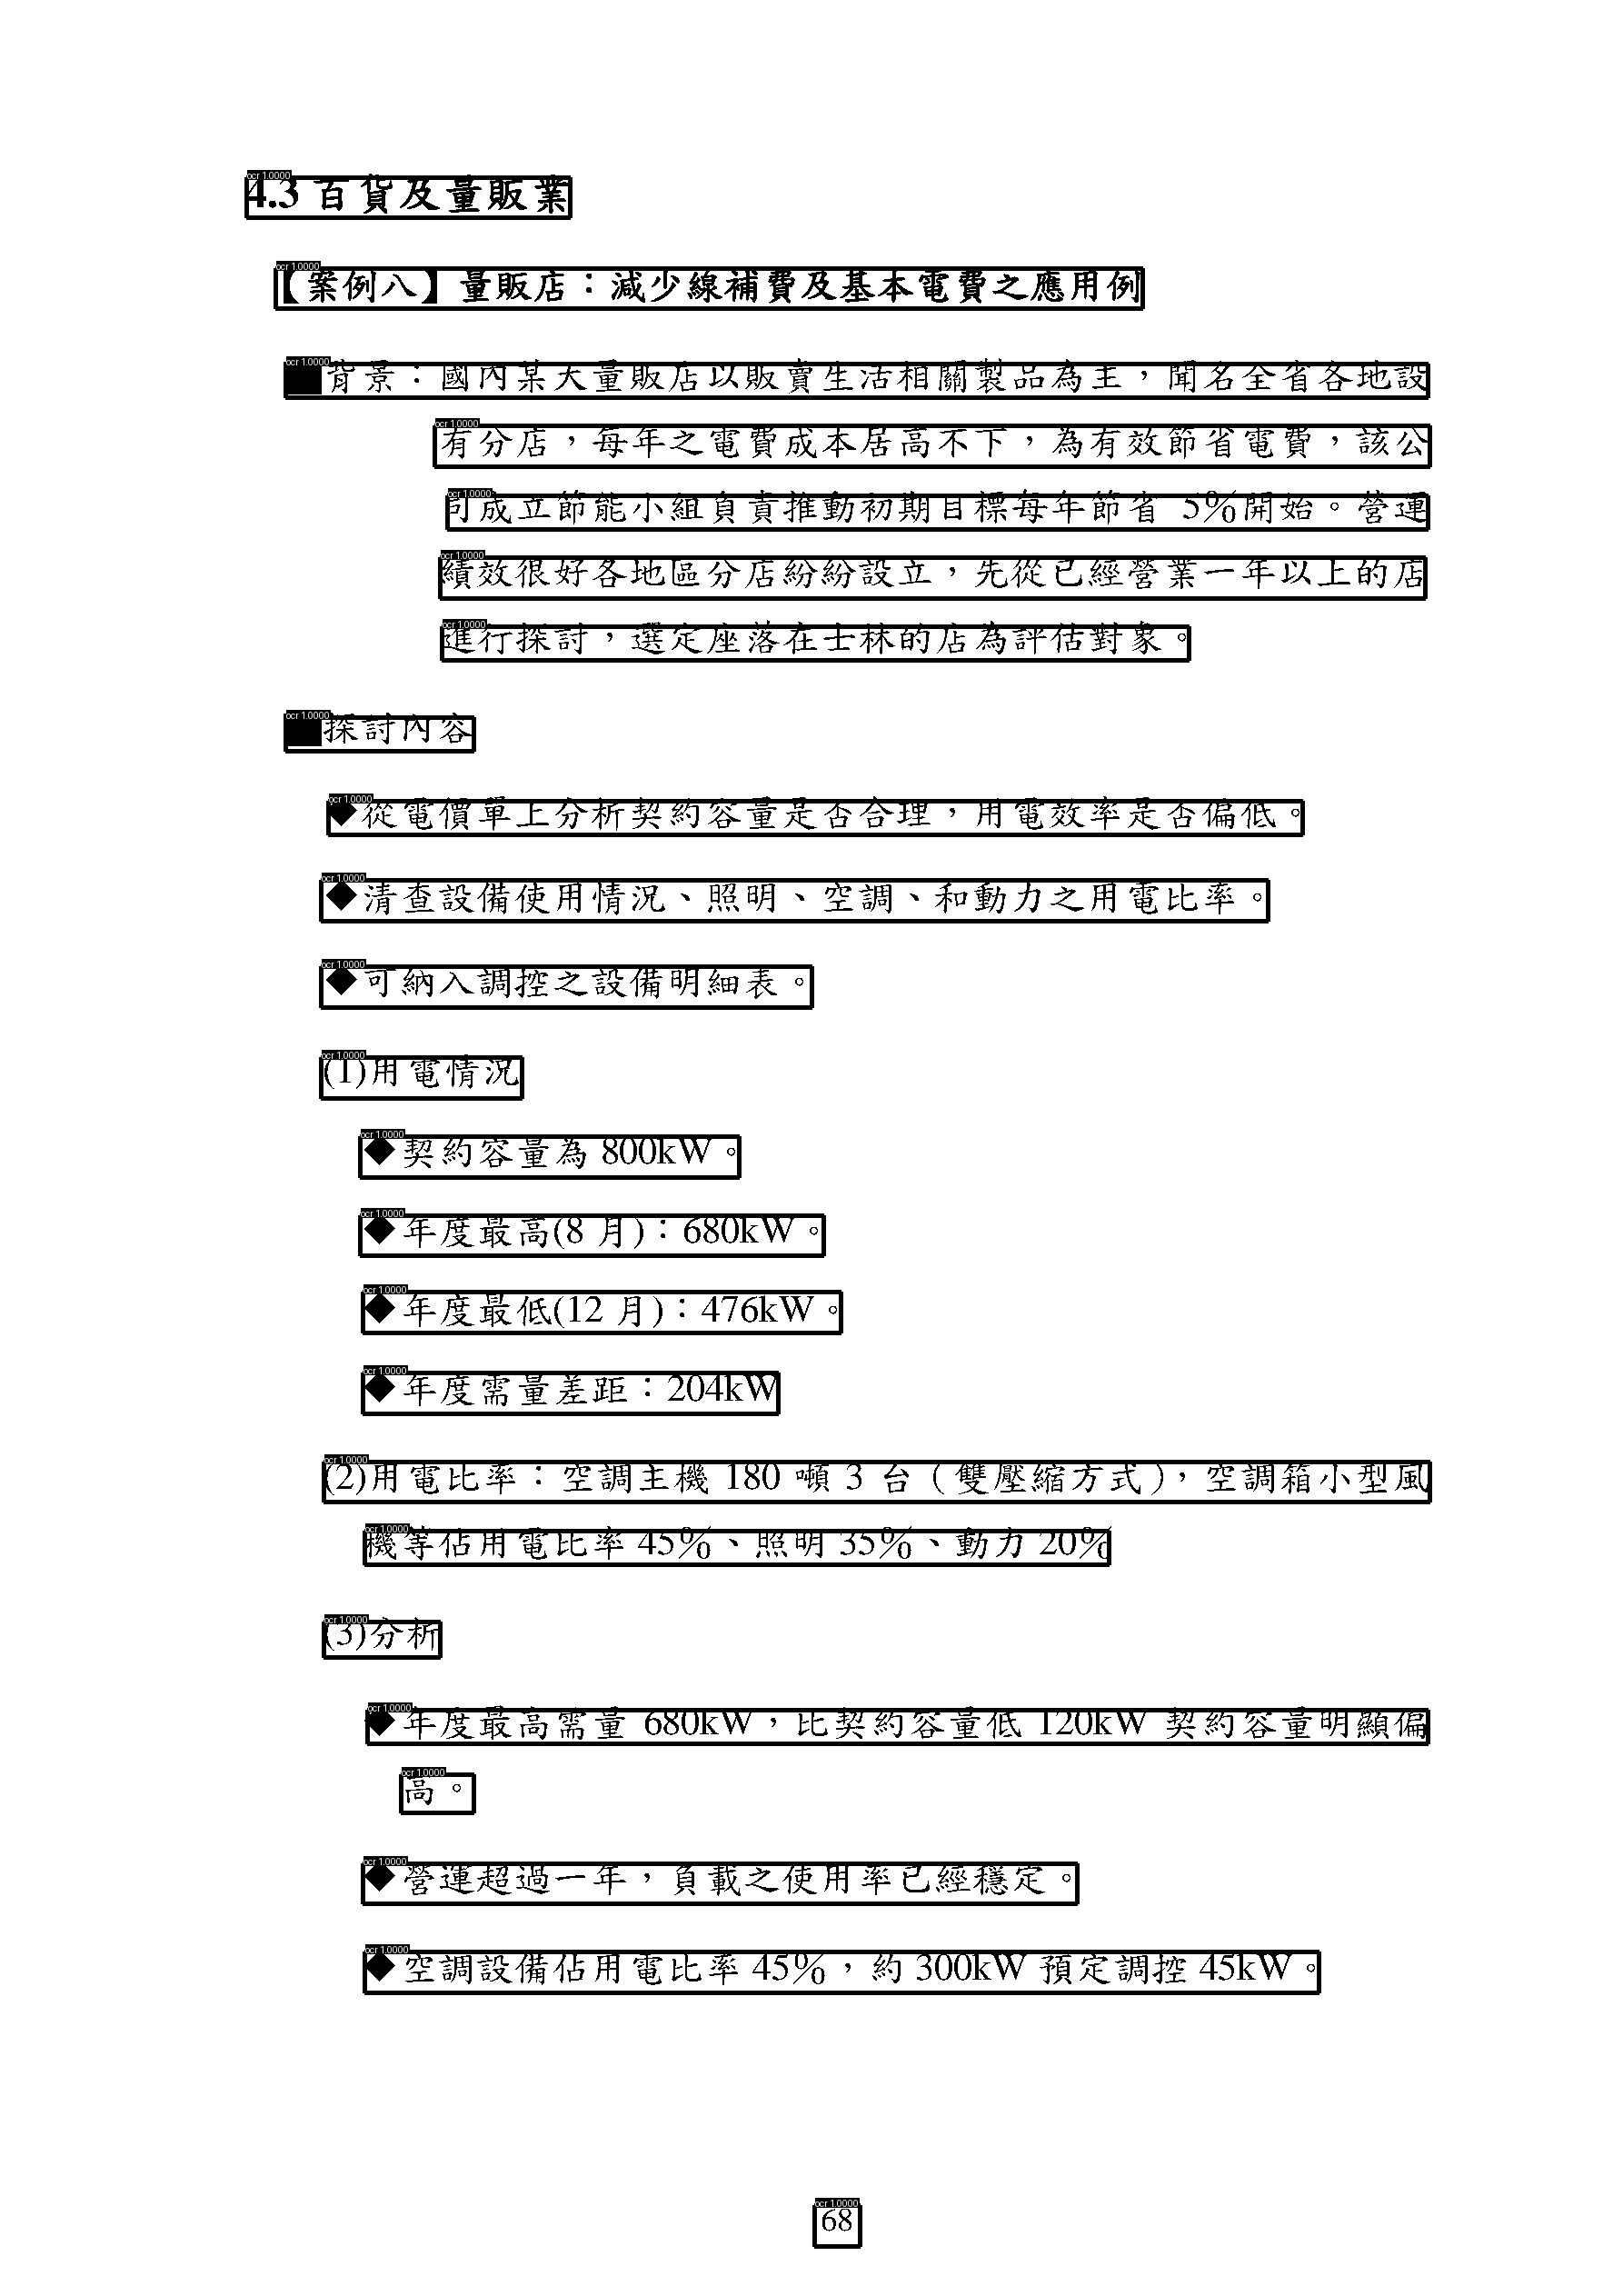 4.3 百貨及量販業
【案例八】量販店：減少線補費及基本電費之應用例
■背景：國內某大量販店以販賣生活相關製品為主，聞名全省各地設
有分店，每年之電費成本居高不下，為有效節省電費，該公
司成立節能小組負責推動初期目標每年節省 5%開始。營運
績效很好各地區分店紛紛設立，先從已經營業一年以上的店
進行探討，選定座落在士林的店為評估對象。
■探討內容
◆從電價單上分析契約容量是否合理，用電效率是否偏低。
◆清查設備使用情況、照明、空調、和動力之用電比率。
◆可納入調控之設備明細表。
(1)用電情況
◆契約容量為 800kW。
◆年度最高(8 月)：680kW。
◆年度最低(12 月)：476kW。
◆年度需量差距：204kW
(2)用電比率：空調主機 180 噸 3 台（雙壓縮方式），空調箱小型風
機等佔用電比率 45%、照明 35%、動力 20%
(3)分析
◆年度最高需量 680kW，比契約容量低 120kW 契約容量明顯偏
高。
◆營運超過一年，負載之使用率已經穩定。
◆空調設備佔用電比率 45%，約 300kW 預定調控 45kW。
68